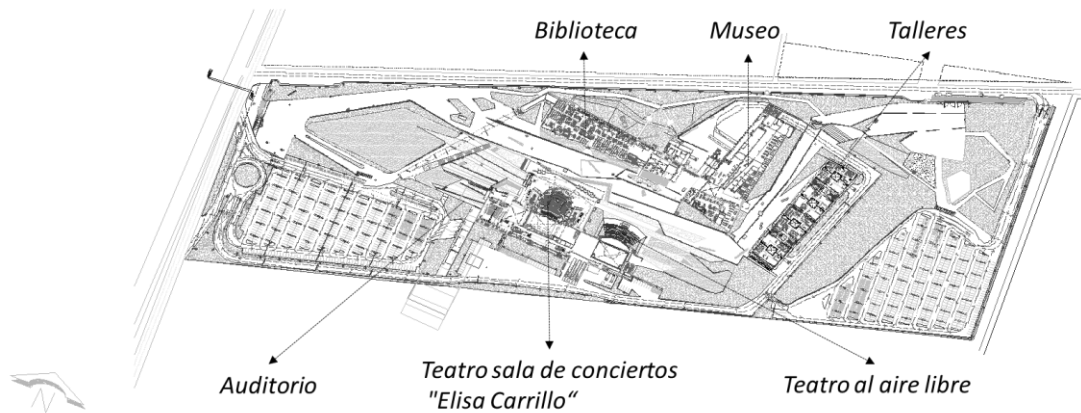 Biblioteca
Museo
Talleres
Auditorio
Teatro sala de conciertos
"Elisa Carrillo“
Teatro al aire libre
N